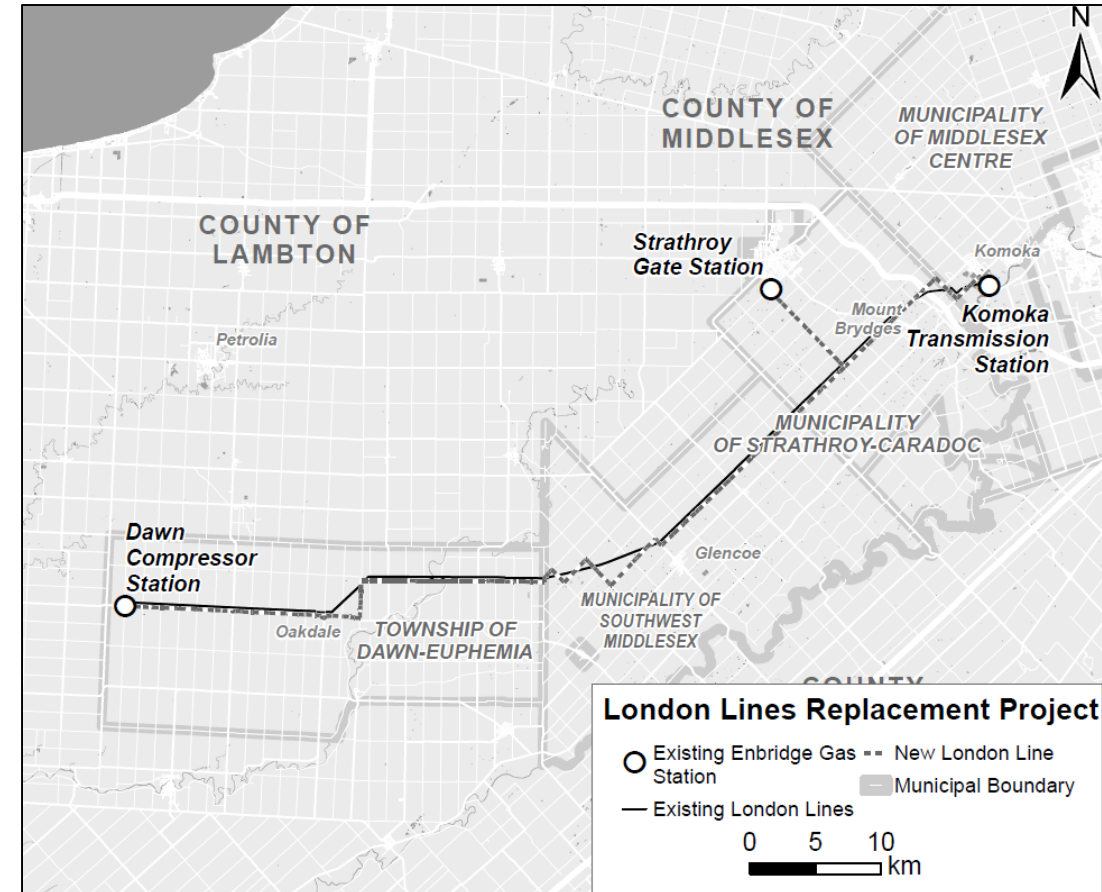 N
COUNTY OF
MIDDLESEX
MUNICIPALITY
OF MIDDLESEX
CENTRE
COUNTY OF
LAMBTON
Strathroy
Gate Station
Komoka
Mount
Brydges
Komoka
Transmission
Station
Petrolia
MUNICIPALITY
OF STRATHROY-CARADOC
Dawn
Compressor
Station
Glencoe
Oakdale
TOWNSHIP OF
DAWN-EUPHEMIA
MUNICIPALITY OF
SOUTHWEST
MIDDLESEX
COUNTY
London Lines Replacement Project
Existing Enbridge Gas
Station
New London Line
Municipal Boundary
Existing London Lines
0 5 10
km